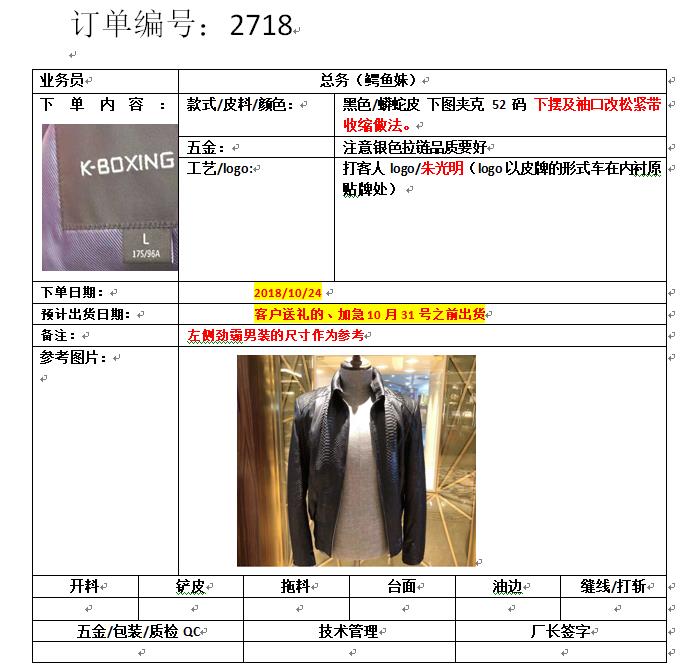 订单编号：2718
业务员
总务（鳄鱼妹）
下单内容：
K-BOXING
L
175/96A
款式/皮料/颜色：
黑色/蟒蛇皮 下图夹克 52 码 下摆及袖口改松紧带
收缩做法。
五金：
注意银色拉链品质要好
工艺/logo:
打客人 logo/朱光明（logo 以皮牌的形式车在内衬原
贴牌处）
下单日期：
2018/10/24
预计出货日期：
客户送礼的、加急 10 月 31 号之前出货
备注：
左侧劲霸男装的尺寸作为参考
参考图片：
开料
铲皮
拖料
台面
油边
缝线/打斩
五金/包装/质检 QC
技术管理
厂长签字